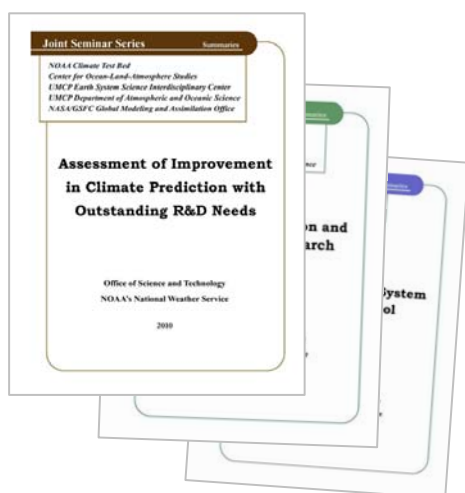 Joint Seminar Series Summaries
NOAA Climate Test Bed
Center for Ocean-Land-Atmosphere Studies
UMCP Earth System Science Interdisciplinary Center
UMCP Department of Atmospheric and Oceanic Science
NASA/GSFC Global Modeling and Assimilation Office
Assessment of Improvement
in Climate Prediction with
Outstanding R&D Needs
Office of Science and Technology
NOAA's National Weather Service
2010
n and
arch
System
ol